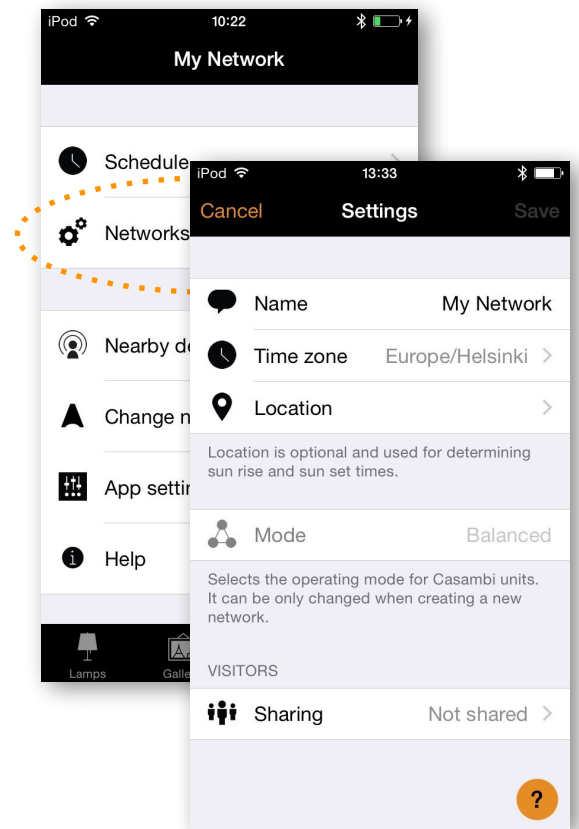 iPod 10:22
My Network
Schedule
Networks
Nearby de
Change n
App settin
Help
Lamps Galle
iPod 13:33
Cancel Settings Save
Name My Network
Time zone Europe/Helsinki
Location
Location is optional and used for determining
sun rise and sun set times.
Mode Balanced
Selects the operating mode for Casambi units.
It can be only changed when creating a new
network.
VISITORS
Sharing Not shared
?